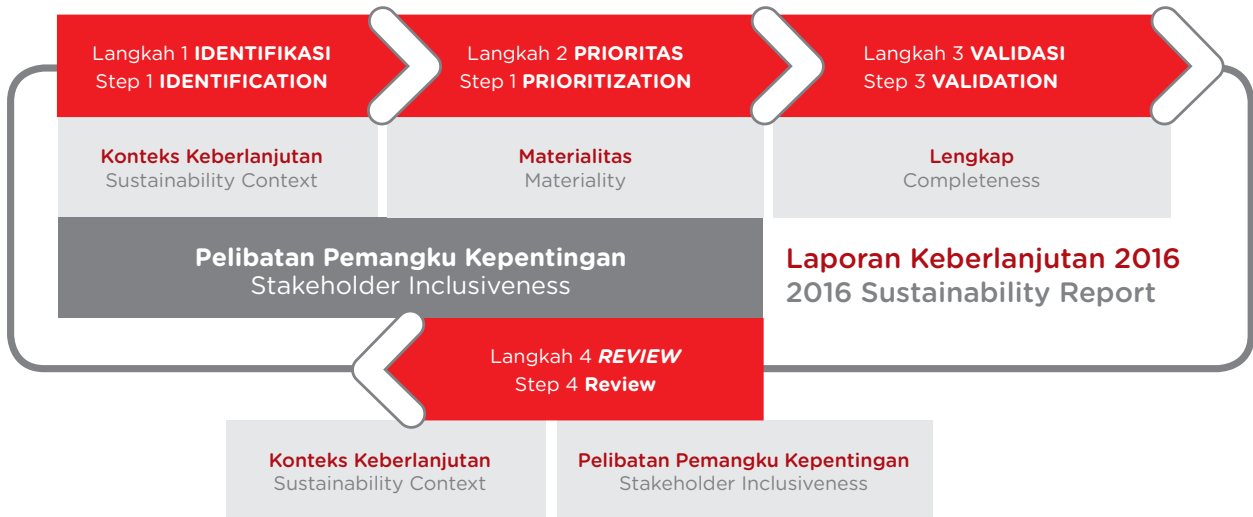 Langkah 1 IDENTIFIKASI
Step 1 IDENTIFICATION
Langkah 2 PRIORITAS
Step 1 PRIORITIZATION
Langkah 3 VALIDASI
Step 3 VALIDATION
Konteks Keberlanjutan
Sustainability Context
Materialitas
Materiality
Lengkap
Completeness
Pelibatan Pemangku Kepentingan
Stakeholder Inclusiveness
Laporan Keberlanjutan 2016
2016 Sustainability Report
Langkah 4 REVIEW
Step 4 Review
Konteks Keberlanjutan
Sustainability Context
Pelibatan Pemangku Kepentingan
Stakeholder Inclusiveness